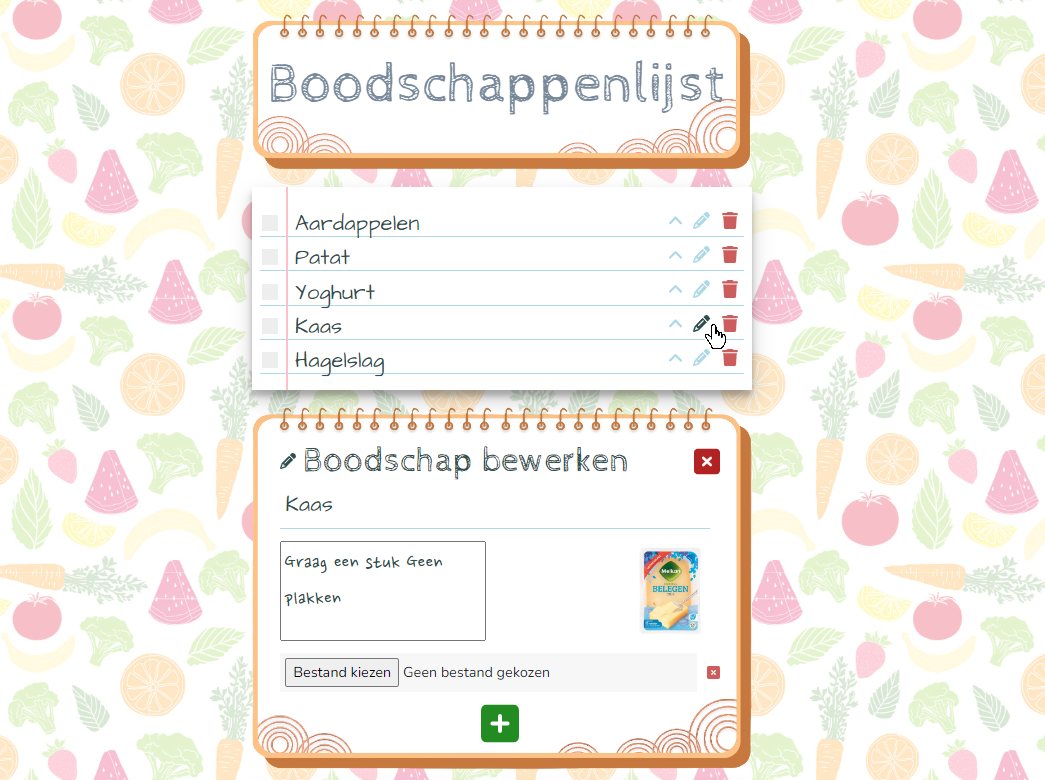 Boodschappenlijst
Aardappelen
Patat
Yoghurt
Kaas
Hagelslag
Boodschap bewerken
Kaas
Graag een stuk Geen
plakken
BELEGEN
Bestand kiezen Geen bestand gekozen